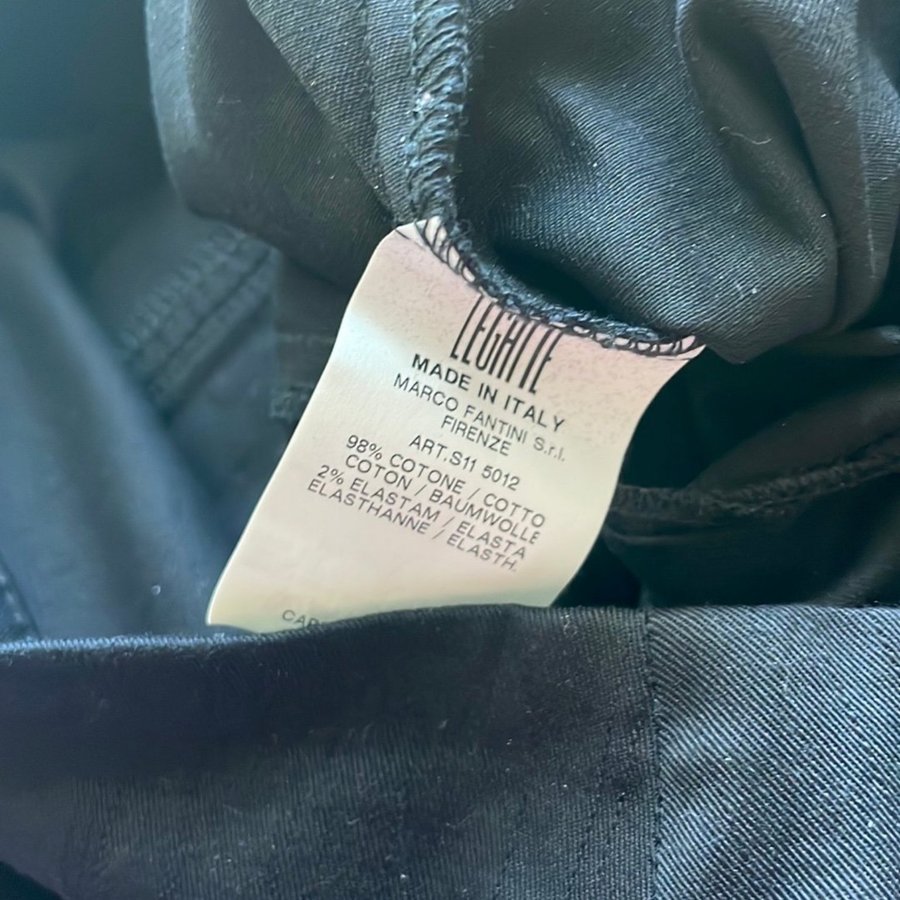 LEGATTE
MADE IN ITALY
MARCO FANTINI S.r.l.
FIRENZE
ART.S11 5012
98% COTONE / COTTO
COTON / BAUMWOLLE
2% ELASTAM / ELASTA
ELASTHANNE / ELASTH.